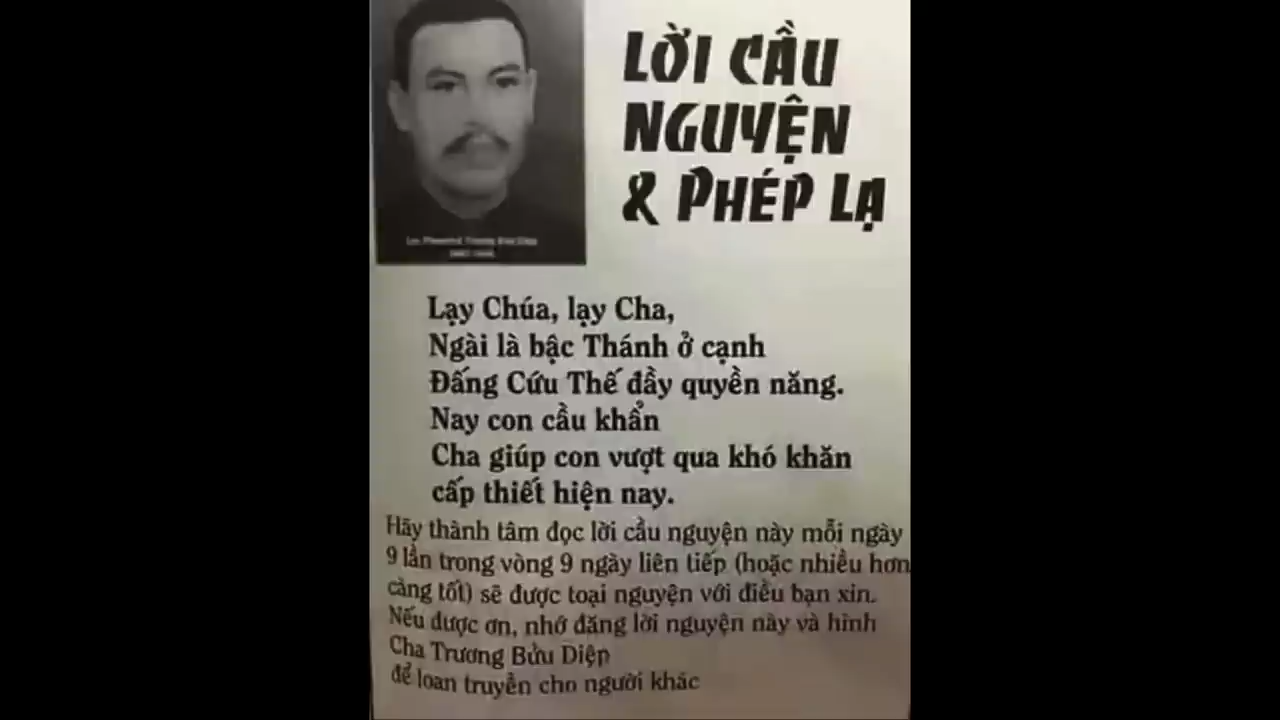 LỜI CẦU
NGUYỆN
& PHÉP LẠ
Trương Bửu Diệp
Lạy Chúa, lạy Cha,
Ngài là bậc Thánh ở cạnh
Đấng Cứu Thế đầy quyền năng.
Nay con cầu khẩn
Cha giúp con vượt qua khó khăn
cấp thiết hiện nay.
Hãy thành tâm đọc lời cầu nguyện này mỗi ngày
9 lần trong vòng 9 ngày liên tiếp (hoặc nhiều hơn
càng tốt) sẽ được toại nguyện với điều bạn xin.
Nếu được ơn, nhớ đăng lời nguyện này và hình
Cha Trương Bửu Diệp
để loan truyền cho người khác